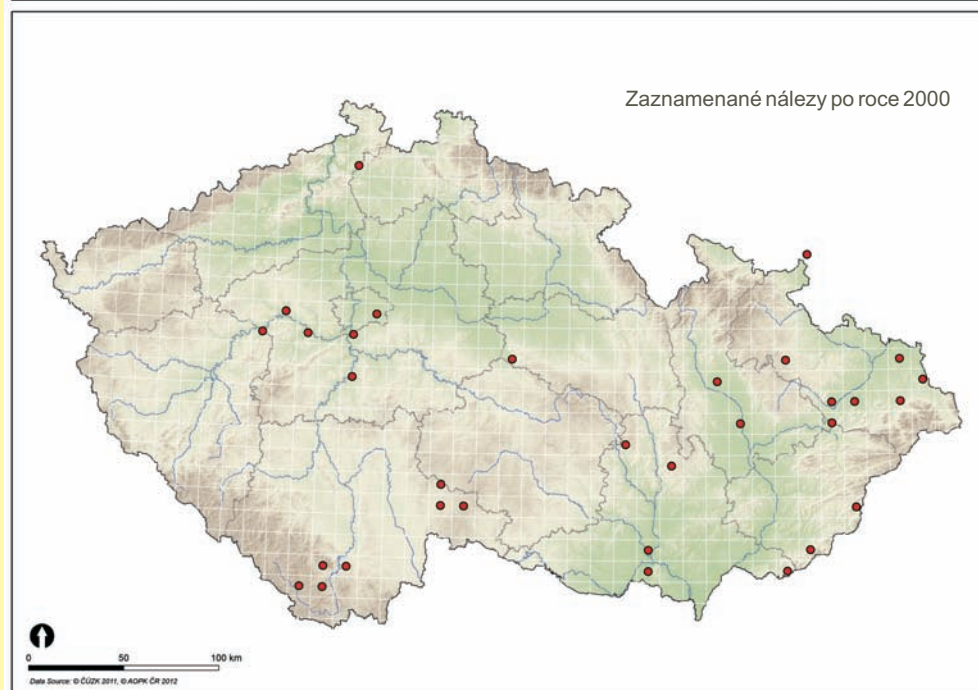 Zaznamenané nálezy po roce 2000
0 50 100 km
Data Source: © ČÚZK 2011, © AOPK ČR 2012